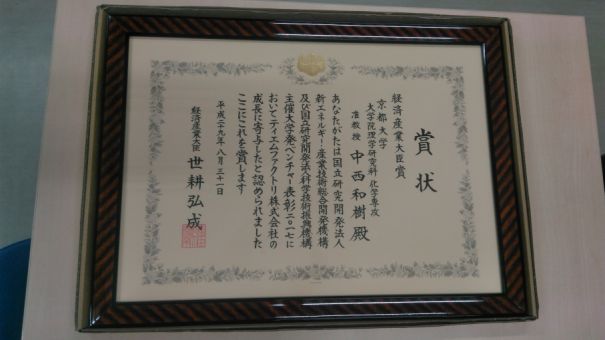 賞状
経済産業大臣賞
京都大学
大学院理学研究科 化学専攻
准教授 中西和樹殿
あなたがたは国立研究開発法人
新エネルギー・産業技術総合開発機構
及び国立研究開発法人科学技術振興機構
主催大学発ベンチャー表彰二〇一七に
おいてティエムファクトリ株式会社の
成長に寄与したと認められました
ここにこれを賞します
平成二十九年八月三十一日
経済産業大臣 世耕弘成